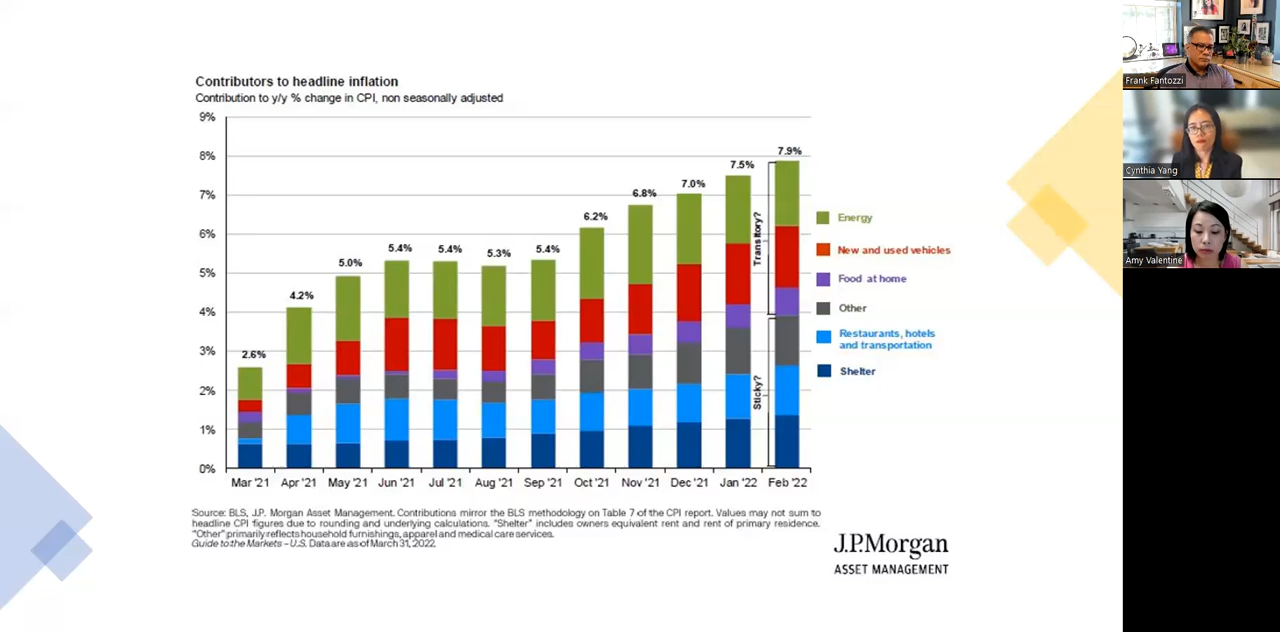 Contributors to headline inflation
Contribution to y/y % change in CPI, non seasonally adjusted
9%
8%
7%
6%
5%
4%
3%
2%
1%
0%
2.6%
4.2%
5.0%
5.4%
5.4%
5.3%
5.4%
6.2%
6.8%
7.0%
7.5%
7.9%
Transitory?
Sticky?
Mar '21
Apr '21
May '21
Jun '21
Jul '21
Aug '21
Sep '21
Oct '21
Nov '21
Dec '21
Jan '22
Feb '22
Energy
New and used vehicles
Food at home
Other
Restaurants, hotels
and transportation
Shelter
Source: BLS, J.P. Morgan Asset Management. Contributions mirror the BLS methodology on Table 7 of the CPI report. Values may not sum to
headline CPI figures due to rounding and underlying calculations. "Shelter" includes owners equivalent rent and rent of primary residence.
"Other" primarily reflects household furnishings, apparel and medical care services.
Guide to the Markets – U.S. Data are as of March 31, 2022.
J.P.Morgan
ASSET MANAGEMENT
Frank Fantozzi
Cynthia Yang
Amy Valentine